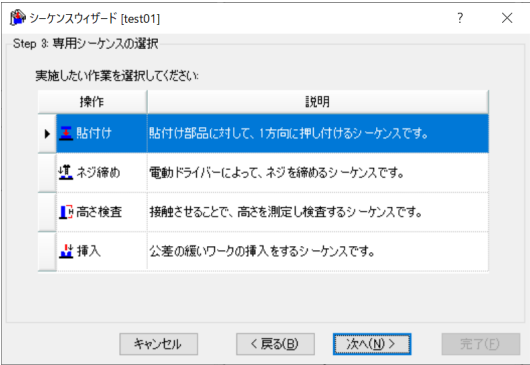 シーケンスウィザード [test01]
Step 3: 専用シーケンスの選択
実施したい作業を選択してください:
操作 説明
貼付け 貼付け部品に対して、1方向に押し付けるシーケンスです。
ネジ締め 電動ドライバーによって、ネジを締めるシーケンスです。
高さ検査 接触させることで、高さを測定し検査するシーケンスです。
挿入 公差の緩いワークの挿入をするシーケンスです。
キャンセル < 戻る(B) 次へ(N) > 完了(F)